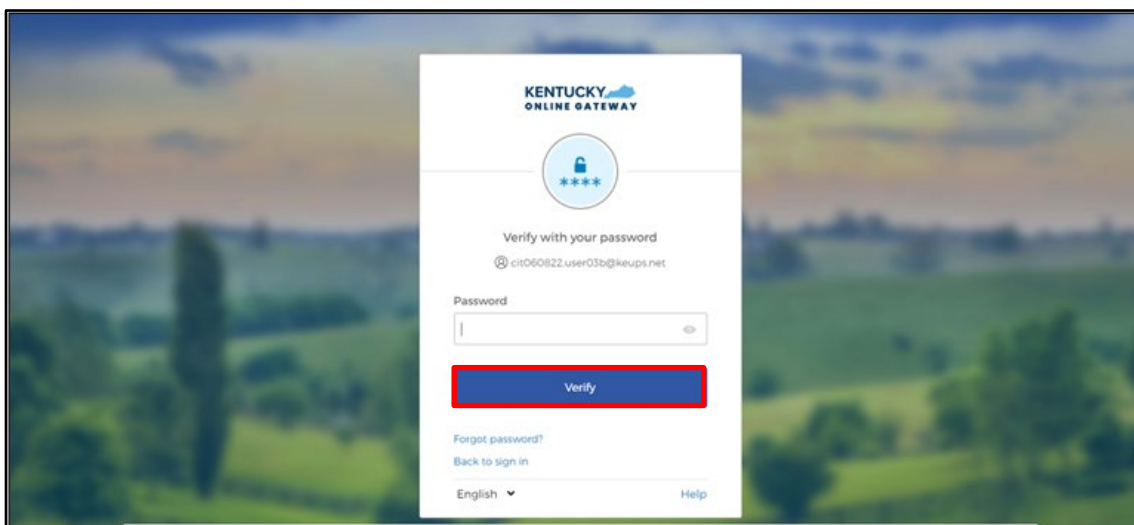 KENTUCKY
ONLINE GATEWAY
****
Verify with your password
cit060822.user03b@keups.net
Password
Verify
Forgot password?
Back to sign in
English
Help